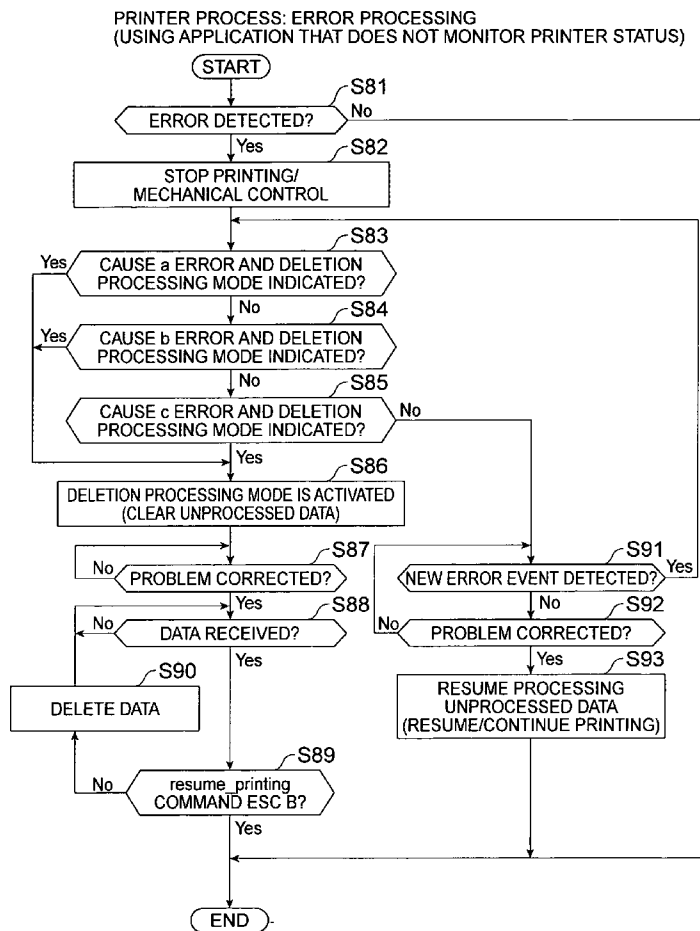 PRINTER PROCESS: ERROR PROCESSING
(USING APPLICATION THAT DOES NOT MONITOR PRINTER STATUS)
START
S81
ERROR DETECTED?
No
Yes
S82
STOP PRINTING/
MECHANICAL CONTROL
S83
Yes
CAUSE a ERROR AND DELETION
PROCESSING MODE INDICATED?
No
S84
Yes
CAUSE b ERROR AND DELETION
PROCESSING MODE INDICATED?
No
S85
CAUSE c ERROR AND DELETION
PROCESSING MODE INDICATED?
No
Yes
S86
DELETION PROCESSING MODE IS ACTIVATED
(CLEAR UNPROCESSED DATA)
S87
No
PROBLEM CORRECTED?
Yes
S88
No
DATA RECEIVED?
Yes
S90
DELETE DATA
S89
No
resume_printing
COMMAND ESC B?
Yes
S91
NEW ERROR EVENT DETECTED?
Yes
No
S92
No
PROBLEM CORRECTED?
Yes
S93
RESUME PROCESSING
UNPROCESSED DATA
(RESUME/CONTINUE PRINTING)
END